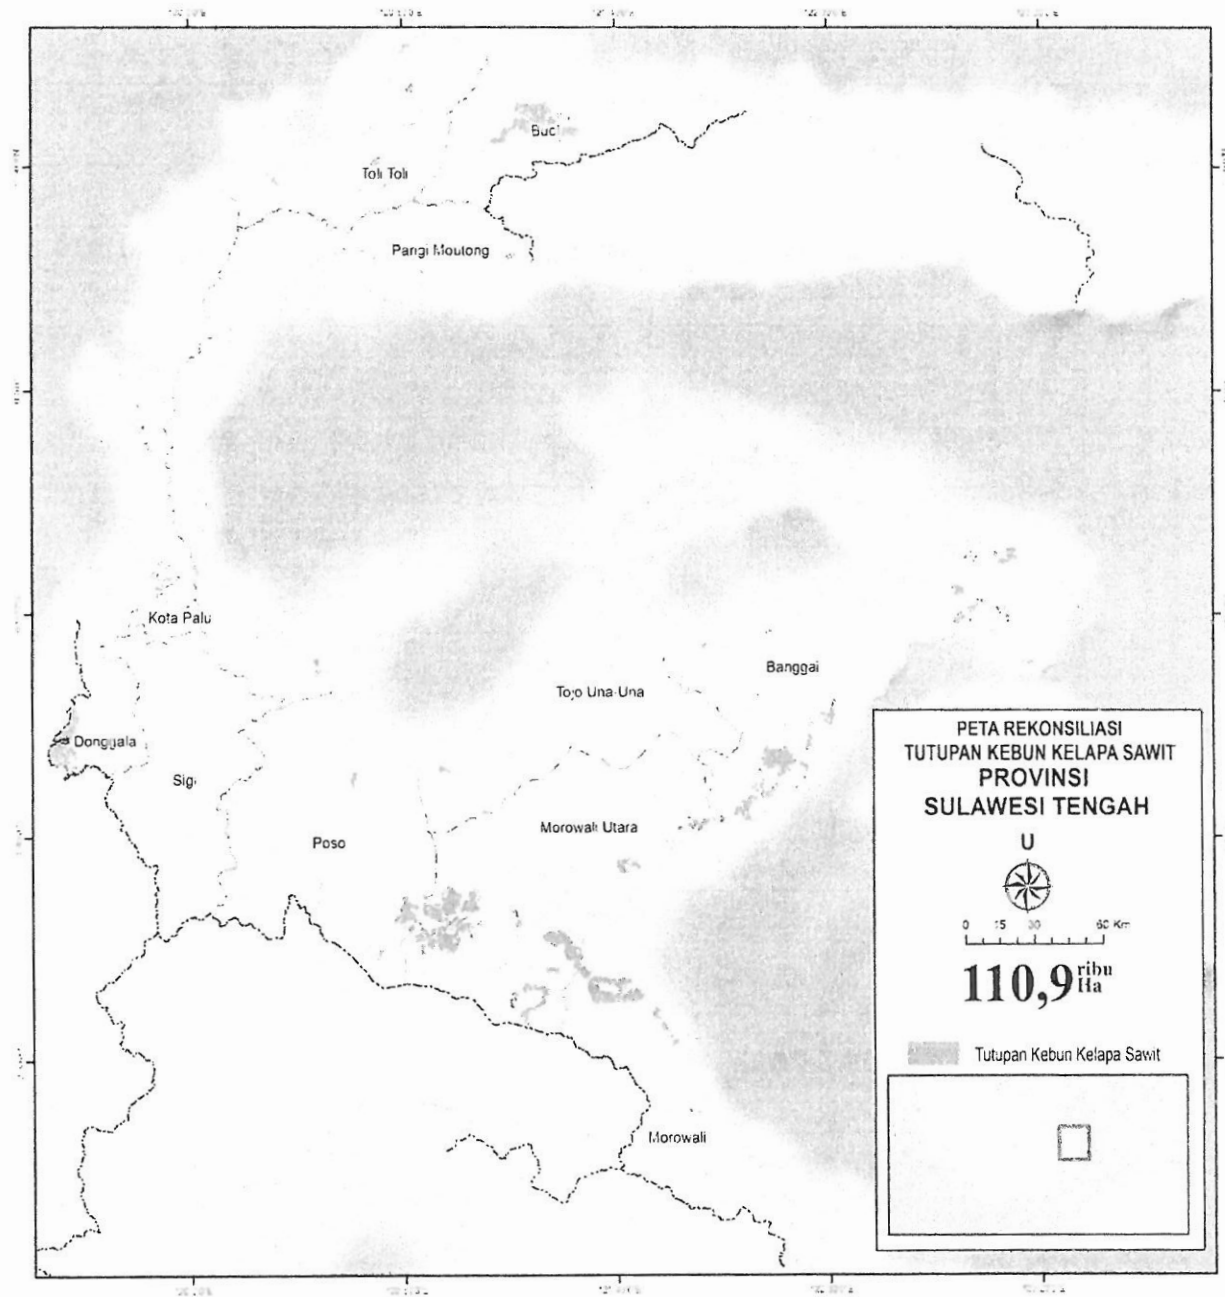 Buol
Toli Toli
Parigi Moutong
Kota Palu
Banggai
Tojo Una-Una
Donggala
Sigi
Morowali Utara
Poso
Morowali
PETA REKONSILIASI
TUTUPAN KEBUN KELAPA SAWIT
PROVINSI
SULAWESI TENGAH
U
0 15 30 60 Km
110,9 ribu Ha
Tutupan Kebun Kelapa Sawit